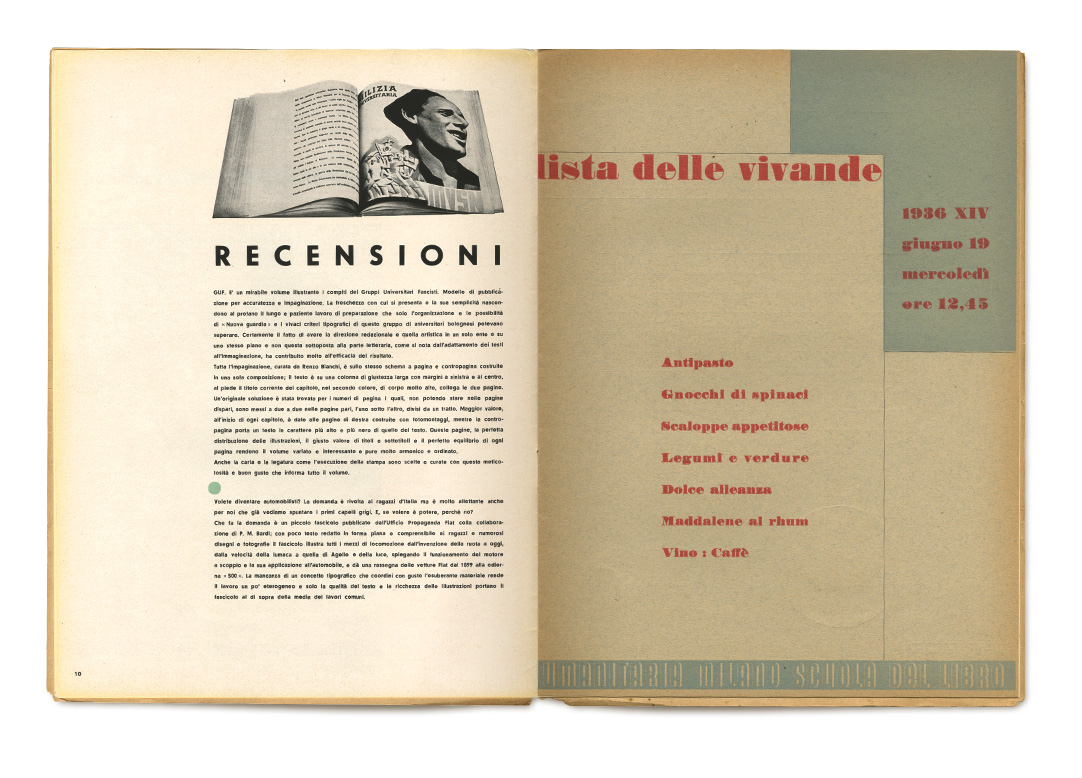 MILIZIA
RECENSIONI
GUF. E' un mirabile volume illustrante i compiti dei Gruppi Universitari Fascisti. Modello di pubblica-
zione per accuratezza e impaginazione. La freschezza con cui si presenta e la sua semplicità nascon-
dono al profano il lungo e paziente lavoro di preparazione che solo l'organizzazione e le possibilità
di « Nuova guardia » e i vivaci criteri tipografici di questo gruppo di universitari bolognesi potevano
superare. Certamente il fatto di avere la direzione redazionale e quella artistica in un solo ente e su
uno stesso piano e non questa sottoposta alla parte letteraria, come si nota dall'adattamento dei testi
all'immaginazione, ha contribuito molto all'efficacia del risultato.
Tutta l'impaginazione, curata da Renzo Bianchi, è sullo stesso schema a pagina e contropagina costruite
in una sola composizione; il testo è su una colonna di giustezza larga con margini a sinistra e al centro,
al piede il titolo corrente del capitolo, nel secondo colore, di corpo molto alto, collega le due pagine.
Un'originale soluzione è stata trovata per i numeri di pagina i quali, non potendo stare nelle pagine
dispari, sono messi a due a due nelle pagine pari, l'uno sotto l'altro, divisi da un tratto. Maggior valore,
all'inizio di ogni capitolo, è dato alle pagine di destra costruite con fotomontaggi, mentre la contro-
pagina porta un testo in carattere più alto e più nero di quello del testo. Queste pagine, la perfetta
distribuzione delle illustrazioni, il giusto valore di titoli e sottotitoli e il perfetto equilibrio di ogni
pagina rendono il volume variato e interessante e pure molto armonico e ordinato.
Anche la carta e la legatura come l'esecuzione della stampa sono scelte e curate con questa metico-
losità e buon gusto che informa tutto il volume.
Volete diventare automobilisti? La domanda è rivolta ai ragazzi d'Italia ma è molto allettante anche
per noi che già vediamo spuntare i primi capelli grigi. E, se volere è potere, perchè no?
Che fa la domanda è un piccolo fascicolo pubblicato dall'Ufficio Propaganda Fiat colla collabora-
zione di P. M. Bardi; con poco testo redatto in forma piana e comprensibile ai ragazzi e numerosi
disegni e fotografie il fascicolo illustra tutti i mezzi di locomozione dall'invenzione della ruota a oggi,
dalla velocità della lumaca a quella di Agello e della luce, spiegando il funzionamento del motore
a scoppio e la sua applicazione all'automobile, e dà una rassegna delle vetture Fiat dal 1899 alla odier-
na « 500 ». La mancanza di un concetto tipografico che coordini con gusto l'esuberante materiale rende
il lavoro un po' eterogeneo e solo la qualità del testo e la ricchezza delle illustrazioni portano il
fascicolo al di sopra della media dei lavori comuni.
10
lista delle vivande
1936 XIV
giugno 19
mercoledì
ore 12,45
Antipasto
Gnocchi di spinaci
Scaloppe appetitose
Legumi e verdure
Dolce alleanza
Maddalene al rhum
Vino : Caffè
UMANITARIA MILANO SCUOLA DEL LIBRO